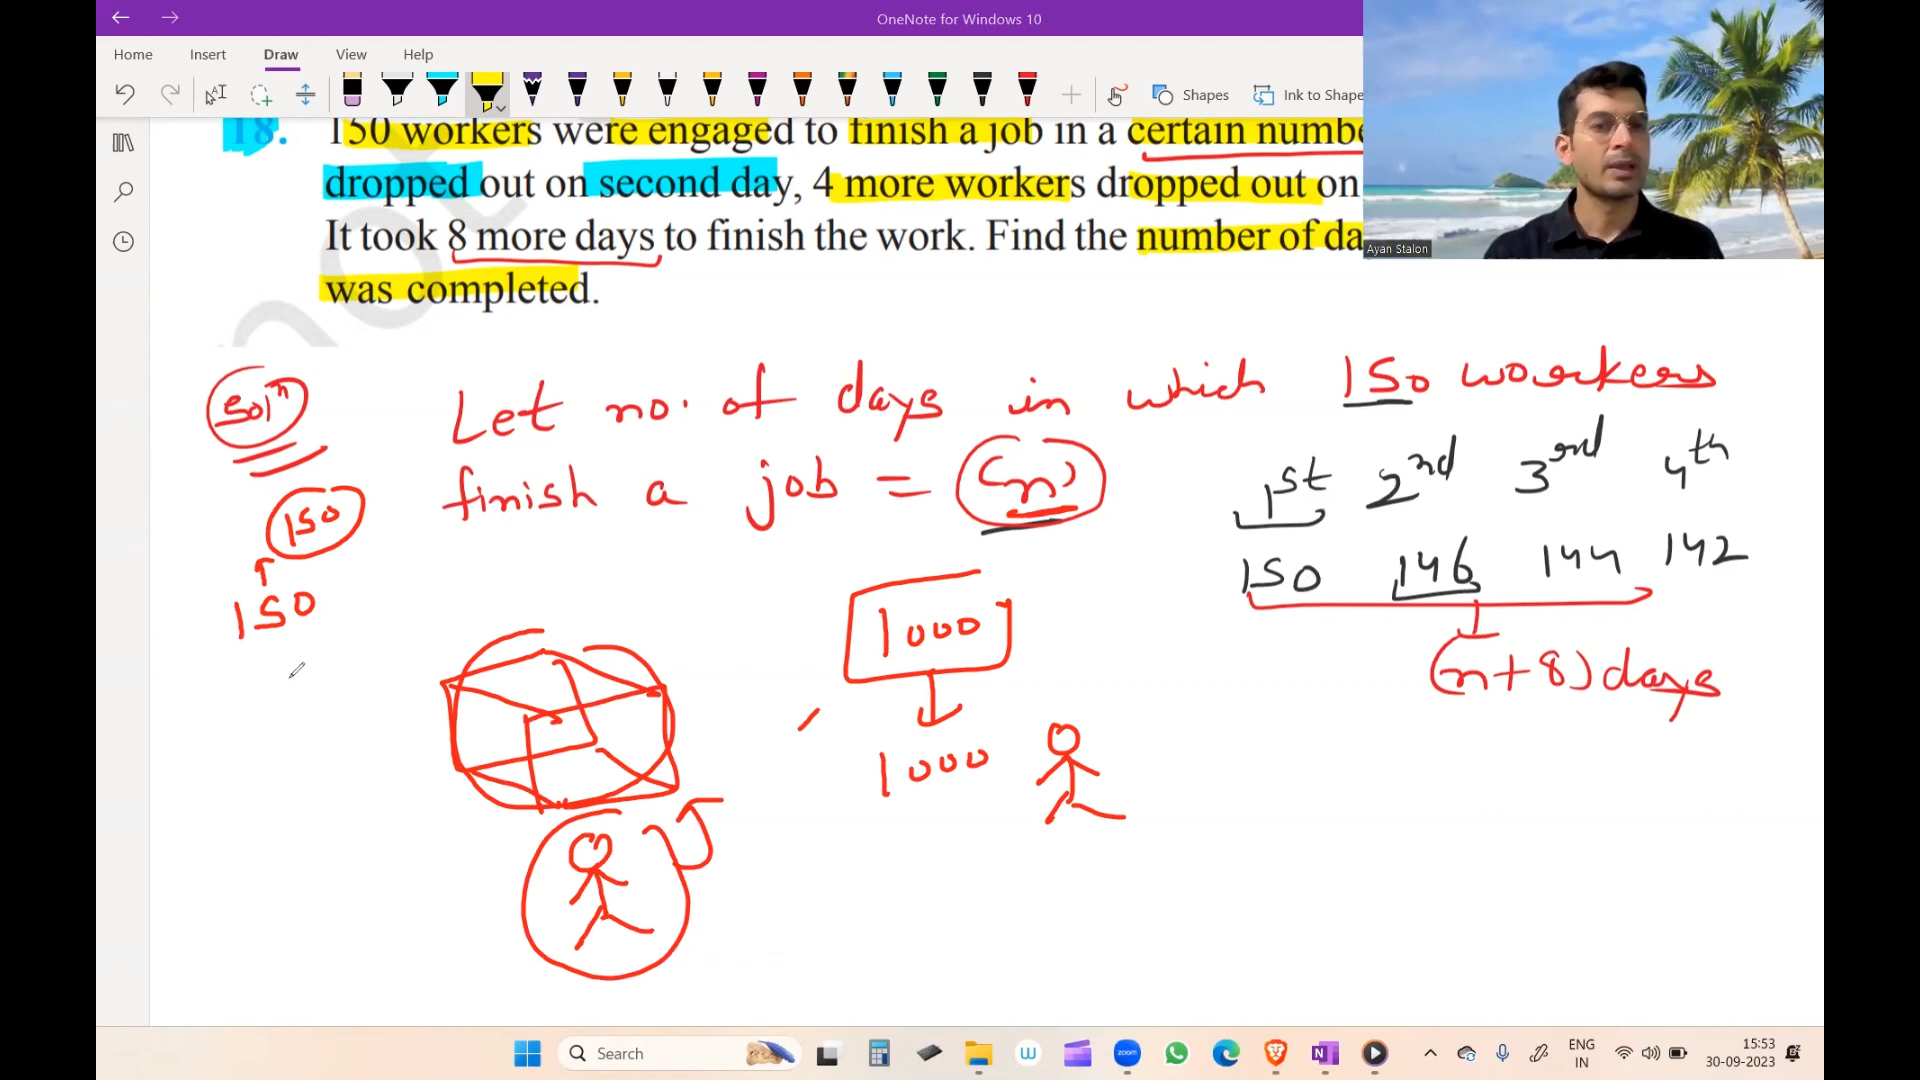 OneNote for Windows 10
Home Insert Draw View Help
Shapes Ink to Shape
18. 150 workers were engaged to finish a job in a certain numbe
dropped out on second day, 4 more workers dropped out on
It took 8 more days to finish the work. Find the number of da
was completed.
Ayan Stalon
Solⁿ Let no. of days in which 150 workers
finish a job = (n)
1st 2nd 3rd 4th
150 146 144 142
150
150
(n+8) days
1000
1000
Search
zoom
ENG
IN
15:53
30-09-2023